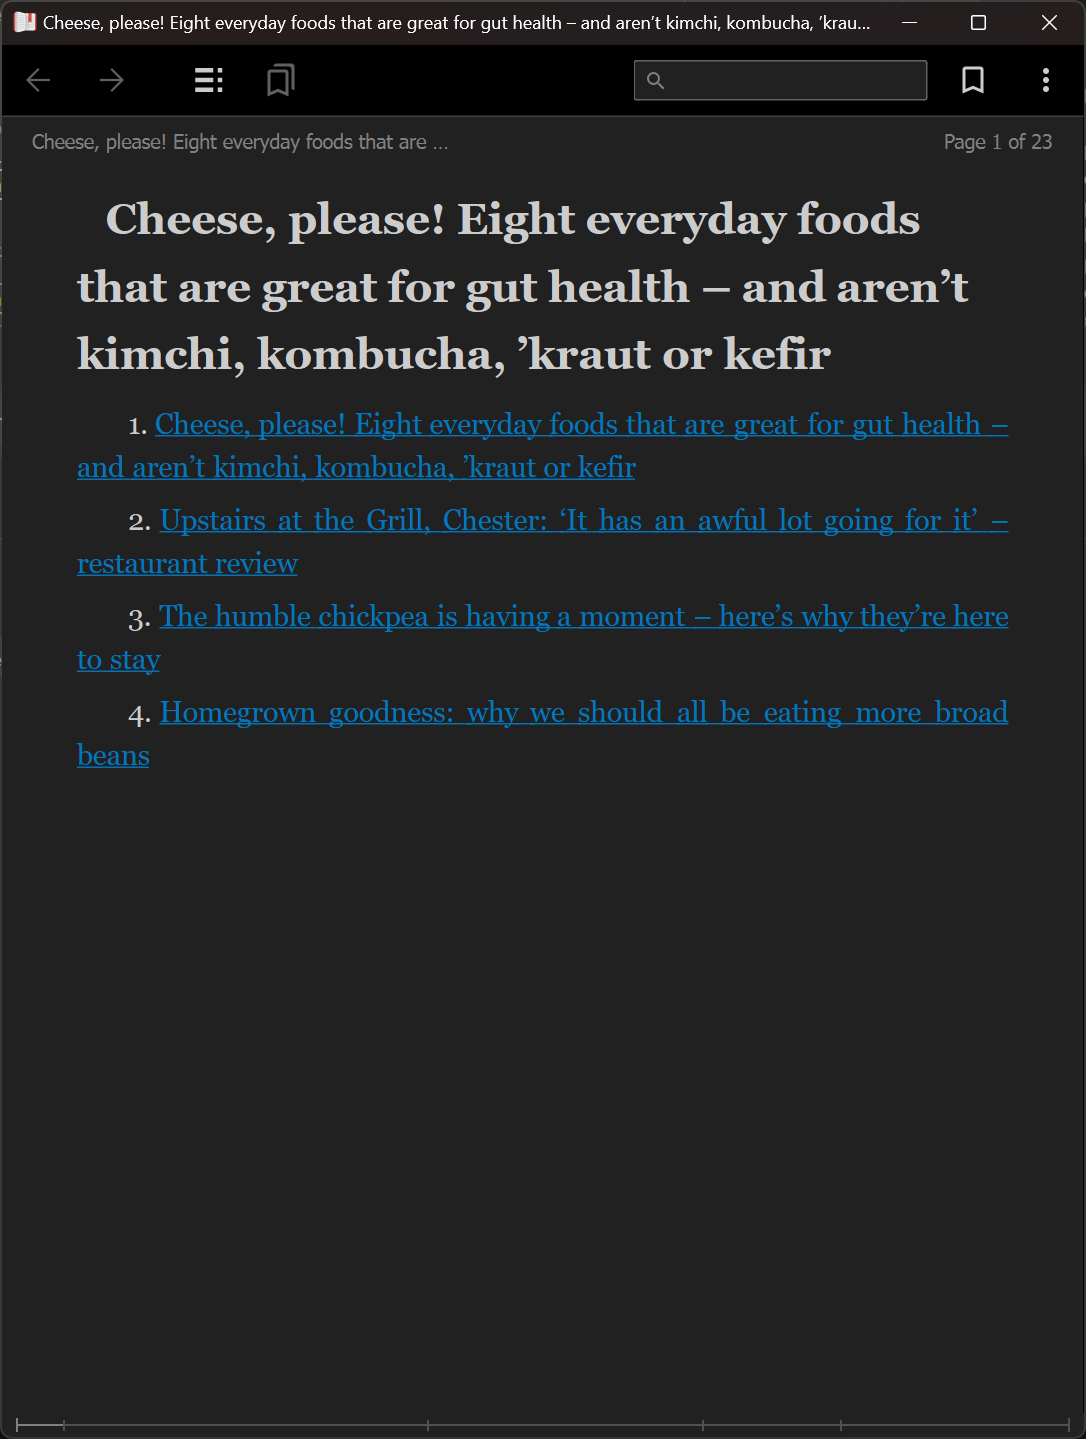 Cheese, please! Eight everyday foods that are great for gut health – and aren’t kimchi, kombucha, ’krau...
Cheese, please! Eight everyday foods that are ...
Page 1 of 23
Cheese, please! Eight everyday foods
that are great for gut health – and aren’t
kimchi, kombucha, ’kraut or kefir
1. Cheese, please! Eight everyday foods that are great for gut health –
and aren’t kimchi, kombucha, ’kraut or kefir
2. Upstairs at the Grill, Chester: ‘It has an awful lot going for it’ –
restaurant review
3. The humble chickpea is having a moment – here’s why they’re here
to stay
4. Homegrown goodness: why we should all be eating more broad
beans